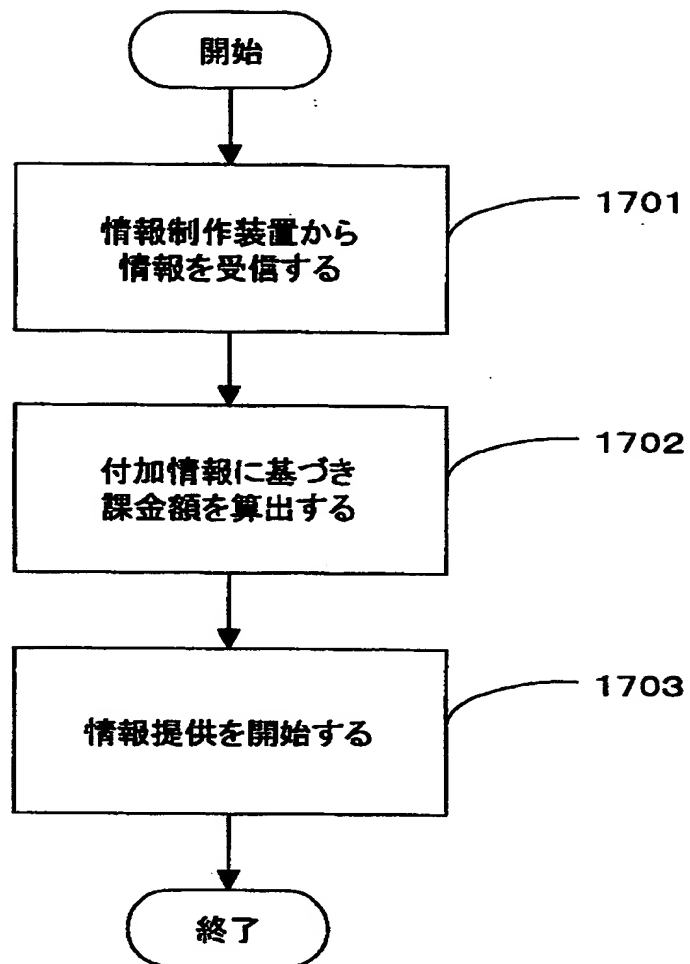 開始
情報制作装置から
情報を受信する
1701
付加情報に基づき
課金額を算出する
1702
情報提供を開始する
1703
終了